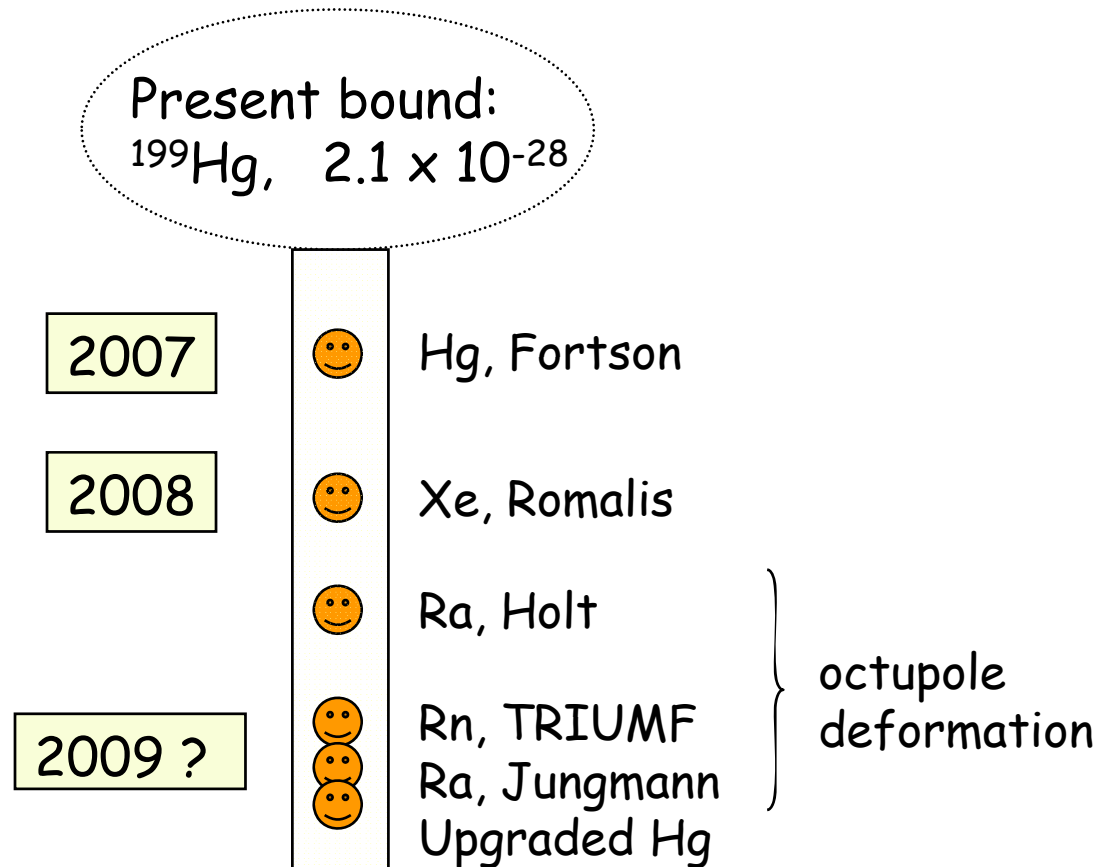 Present bound:
¹⁹⁹Hg, 2.1 x 10⁻²⁸
2007
Hg, Fortson
2008
Xe, Romalis
Ra, Holt
octupole
deformation
2009 ?
Rn, TRIUMF
Ra, Jungmann
Upgraded Hg